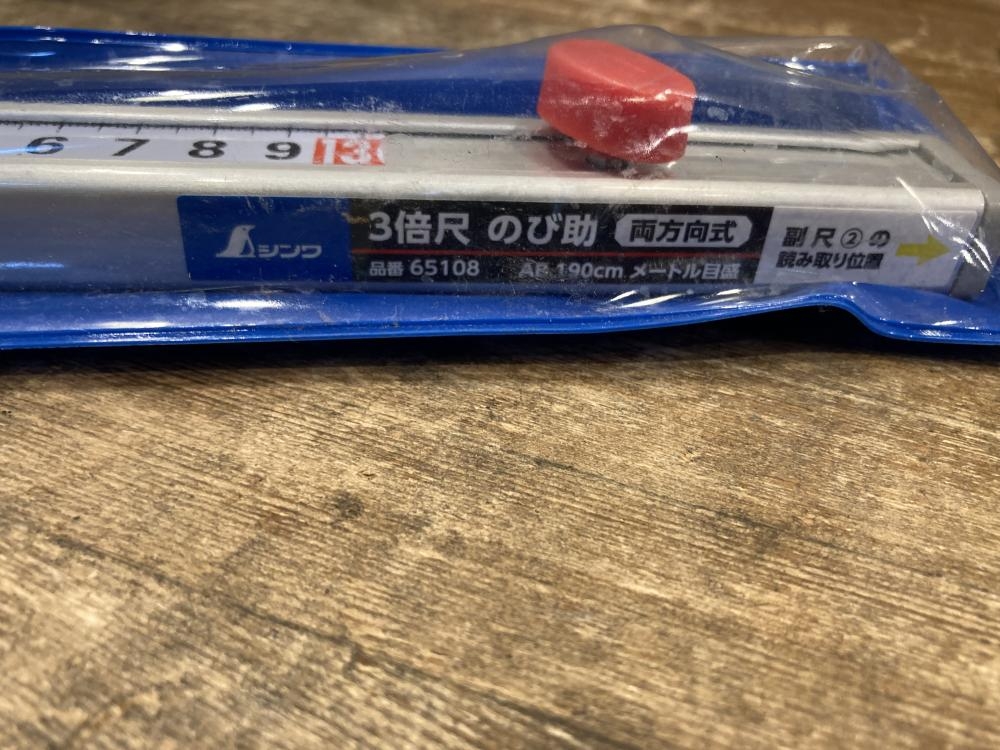 6 7 8 9 13
シンワ
3倍尺 のび助 両方向式
品番 65108 AP 190cm メートル目盛
副尺②の
読み取り位置